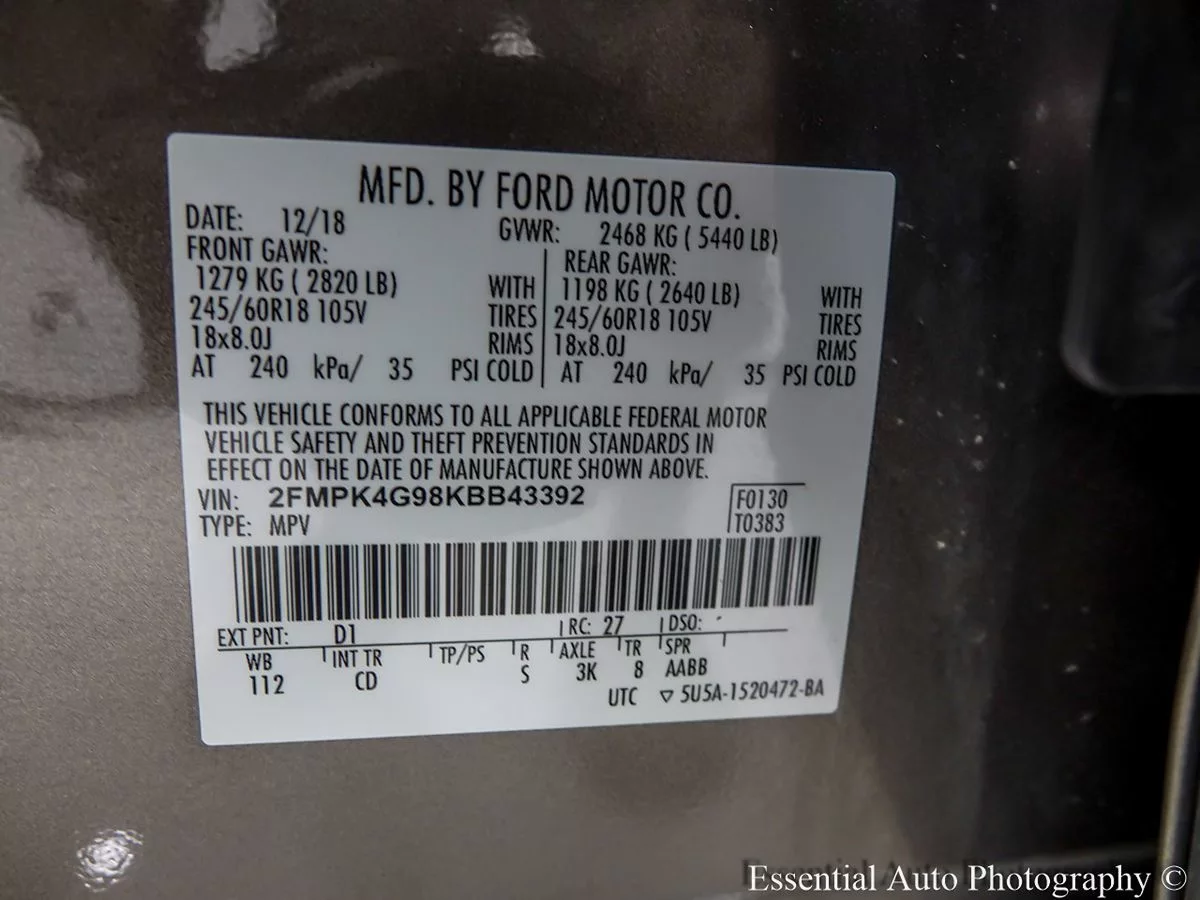 MFD. BY FORD MOTOR CO.
DATE: 12/18 GVWR: 2468 KG ( 5440 LB)
FRONT GAWR: REAR GAWR:
1279 KG ( 2820 LB) WITH 1198 KG ( 2640 LB) WITH
245/60R18 105V TIRES 245/60R18 105V TIRES
18x8.0J RIMS 18x8.0J RIMS
AT 240 kPa/ 35 PSI COLD AT 240 kPa/ 35 PSI COLD
THIS VEHICLE CONFORMS TO ALL APPLICABLE FEDERAL MOTOR
VEHICLE SAFETY AND THEFT PREVENTION STANDARDS IN
EFFECT ON THE DATE OF MANUFACTURE SHOWN ABOVE.
VIN: 2FMPK4G98KBB43392 F0130
TYPE: MPV T0383
EXT PNT: D1 RC: 27 DSO:
WB INT TR TP/PS R AXLE TR SPR
112 CD S 3K 8 AABB
UTC ▽ 5U5A-1520472-BA
Essential Auto Photography ©